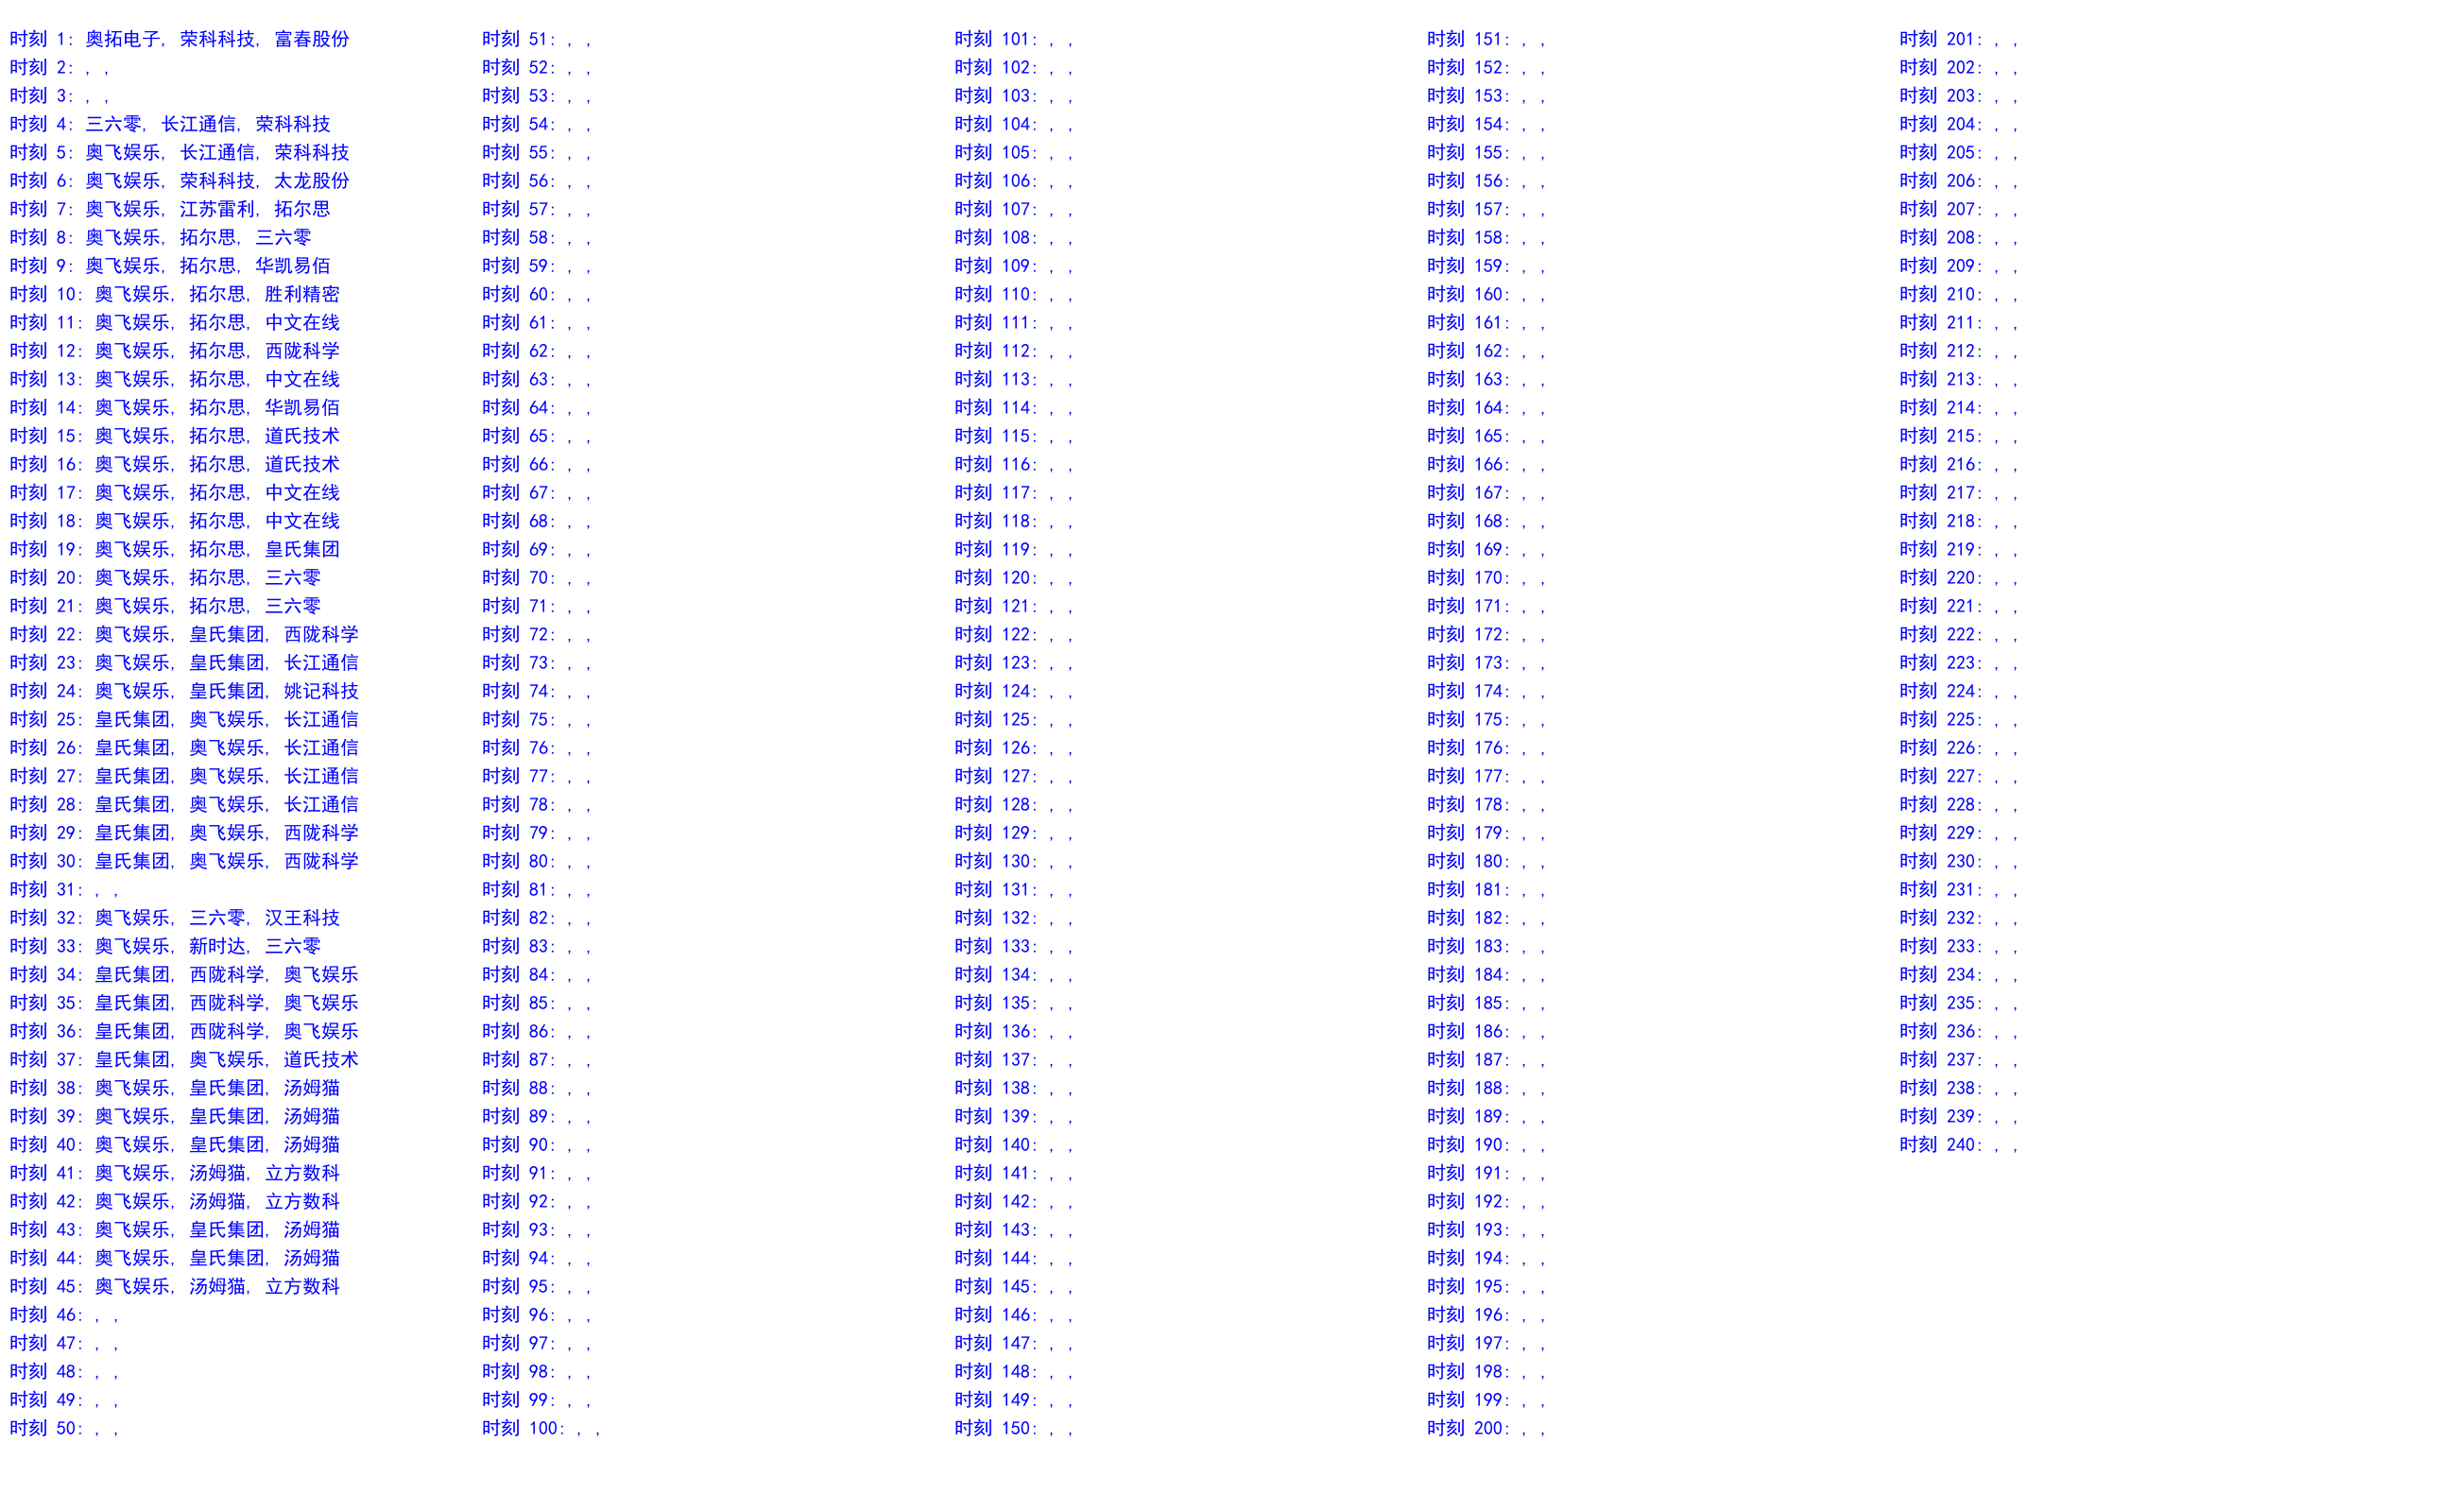 时刻 1: 奥拓电子, 荣科科技, 富春股份
时刻 2: , ,
时刻 3: , ,
时刻 4: 三六零, 长江通信, 荣科科技
时刻 5: 奥飞娱乐, 长江通信, 荣科科技
时刻 6: 奥飞娱乐, 荣科科技, 太龙股份
时刻 7: 奥飞娱乐, 江苏雷利, 拓尔思
时刻 8: 奥飞娱乐, 拓尔思, 三六零
时刻 9: 奥飞娱乐, 拓尔思, 华凯易佰
时刻 10: 奥飞娱乐, 拓尔思, 胜利精密
时刻 11: 奥飞娱乐, 拓尔思, 中文在线
时刻 12: 奥飞娱乐, 拓尔思, 西陇科学
时刻 13: 奥飞娱乐, 拓尔思, 中文在线
时刻 14: 奥飞娱乐, 拓尔思, 华凯易佰
时刻 15: 奥飞娱乐, 拓尔思, 道氏技术
时刻 16: 奥飞娱乐, 拓尔思, 道氏技术
时刻 17: 奥飞娱乐, 拓尔思, 中文在线
时刻 18: 奥飞娱乐, 拓尔思, 中文在线
时刻 19: 奥飞娱乐, 拓尔思, 皇氏集团
时刻 20: 奥飞娱乐, 拓尔思, 三六零
时刻 21: 奥飞娱乐, 拓尔思, 三六零
时刻 22: 奥飞娱乐, 皇氏集团, 西陇科学
时刻 23: 奥飞娱乐, 皇氏集团, 长江通信
时刻 24: 奥飞娱乐, 皇氏集团, 姚记科技
时刻 25: 皇氏集团, 奥飞娱乐, 长江通信
时刻 26: 皇氏集团, 奥飞娱乐, 长江通信
时刻 27: 皇氏集团, 奥飞娱乐, 长江通信
时刻 28: 皇氏集团, 奥飞娱乐, 长江通信
时刻 29: 皇氏集团, 奥飞娱乐, 西陇科学
时刻 30: 皇氏集团, 奥飞娱乐, 西陇科学
时刻 31: , ,
时刻 32: 奥飞娱乐, 三六零, 汉王科技
时刻 33: 奥飞娱乐, 新时达, 三六零
时刻 34: 皇氏集团, 西陇科学, 奥飞娱乐
时刻 35: 皇氏集团, 西陇科学, 奥飞娱乐
时刻 36: 皇氏集团, 西陇科学, 奥飞娱乐
时刻 37: 皇氏集团, 奥飞娱乐, 道氏技术
时刻 38: 奥飞娱乐, 皇氏集团, 汤姆猫
时刻 39: 奥飞娱乐, 皇氏集团, 汤姆猫
时刻 40: 奥飞娱乐, 皇氏集团, 汤姆猫
时刻 41: 奥飞娱乐, 汤姆猫, 立方数科
时刻 42: 奥飞娱乐, 汤姆猫, 立方数科
时刻 43: 奥飞娱乐, 皇氏集团, 汤姆猫
时刻 44: 奥飞娱乐, 皇氏集团, 汤姆猫
时刻 45: 奥飞娱乐, 汤姆猫, 立方数科
时刻 46: , ,
时刻 47: , ,
时刻 48: , ,
时刻 49: , ,
时刻 50: , ,
时刻 51: , ,
时刻 52: , ,
时刻 53: , ,
时刻 54: , ,
时刻 55: , ,
时刻 56: , ,
时刻 57: , ,
时刻 58: , ,
时刻 59: , ,
时刻 60: , ,
时刻 61: , ,
时刻 62: , ,
时刻 63: , ,
时刻 64: , ,
时刻 65: , ,
时刻 66: , ,
时刻 67: , ,
时刻 68: , ,
时刻 69: , ,
时刻 70: , ,
时刻 71: , ,
时刻 72: , ,
时刻 73: , ,
时刻 74: , ,
时刻 75: , ,
时刻 76: , ,
时刻 77: , ,
时刻 78: , ,
时刻 79: , ,
时刻 80: , ,
时刻 81: , ,
时刻 82: , ,
时刻 83: , ,
时刻 84: , ,
时刻 85: , ,
时刻 86: , ,
时刻 87: , ,
时刻 88: , ,
时刻 89: , ,
时刻 90: , ,
时刻 91: , ,
时刻 92: , ,
时刻 93: , ,
时刻 94: , ,
时刻 95: , ,
时刻 96: , ,
时刻 97: , ,
时刻 98: , ,
时刻 99: , ,
时刻 100: , ,
时刻 101: , ,
时刻 102: , ,
时刻 103: , ,
时刻 104: , ,
时刻 105: , ,
时刻 106: , ,
时刻 107: , ,
时刻 108: , ,
时刻 109: , ,
时刻 110: , ,
时刻 111: , ,
时刻 112: , ,
时刻 113: , ,
时刻 114: , ,
时刻 115: , ,
时刻 116: , ,
时刻 117: , ,
时刻 118: , ,
时刻 119: , ,
时刻 120: , ,
时刻 121: , ,
时刻 122: , ,
时刻 123: , ,
时刻 124: , ,
时刻 125: , ,
时刻 126: , ,
时刻 127: , ,
时刻 128: , ,
时刻 129: , ,
时刻 130: , ,
时刻 131: , ,
时刻 132: , ,
时刻 133: , ,
时刻 134: , ,
时刻 135: , ,
时刻 136: , ,
时刻 137: , ,
时刻 138: , ,
时刻 139: , ,
时刻 140: , ,
时刻 141: , ,
时刻 142: , ,
时刻 143: , ,
时刻 144: , ,
时刻 145: , ,
时刻 146: , ,
时刻 147: , ,
时刻 148: , ,
时刻 149: , ,
时刻 150: , ,
时刻 151: , ,
时刻 152: , ,
时刻 153: , ,
时刻 154: , ,
时刻 155: , ,
时刻 156: , ,
时刻 157: , ,
时刻 158: , ,
时刻 159: , ,
时刻 160: , ,
时刻 161: , ,
时刻 162: , ,
时刻 163: , ,
时刻 164: , ,
时刻 165: , ,
时刻 166: , ,
时刻 167: , ,
时刻 168: , ,
时刻 169: , ,
时刻 170: , ,
时刻 171: , ,
时刻 172: , ,
时刻 173: , ,
时刻 174: , ,
时刻 175: , ,
时刻 176: , ,
时刻 177: , ,
时刻 178: , ,
时刻 179: , ,
时刻 180: , ,
时刻 181: , ,
时刻 182: , ,
时刻 183: , ,
时刻 184: , ,
时刻 185: , ,
时刻 186: , ,
时刻 187: , ,
时刻 188: , ,
时刻 189: , ,
时刻 190: , ,
时刻 191: , ,
时刻 192: , ,
时刻 193: , ,
时刻 194: , ,
时刻 195: , ,
时刻 196: , ,
时刻 197: , ,
时刻 198: , ,
时刻 199: , ,
时刻 200: , ,
时刻 201: , ,
时刻 202: , ,
时刻 203: , ,
时刻 204: , ,
时刻 205: , ,
时刻 206: , ,
时刻 207: , ,
时刻 208: , ,
时刻 209: , ,
时刻 210: , ,
时刻 211: , ,
时刻 212: , ,
时刻 213: , ,
时刻 214: , ,
时刻 215: , ,
时刻 216: , ,
时刻 217: , ,
时刻 218: , ,
时刻 219: , ,
时刻 220: , ,
时刻 221: , ,
时刻 222: , ,
时刻 223: , ,
时刻 224: , ,
时刻 225: , ,
时刻 226: , ,
时刻 227: , ,
时刻 228: , ,
时刻 229: , ,
时刻 230: , ,
时刻 231: , ,
时刻 232: , ,
时刻 233: , ,
时刻 234: , ,
时刻 235: , ,
时刻 236: , ,
时刻 237: , ,
时刻 238: , ,
时刻 239: , ,
时刻 240: , ,